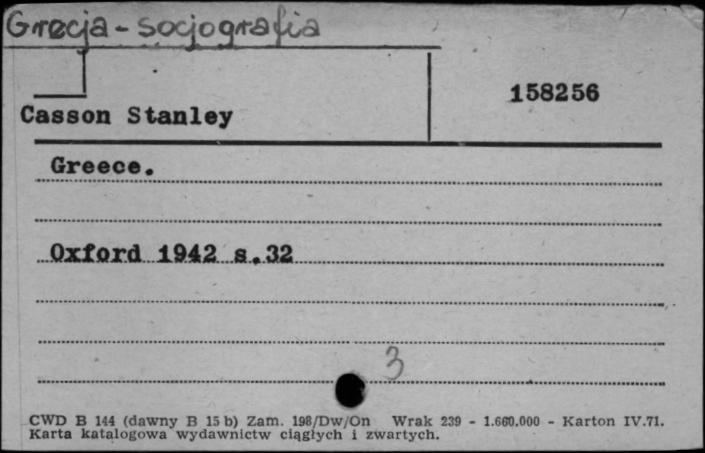 Grecja - socjografia
158256
Casson Stanley
Greece.
Oxford 1942 s.32
3
CWD B 144 (dawny B 15 b) Zam. 198/Dw/On Wrak 239 - 1.660.000 - Karton IV.71.
Karta katalogowa wydawnictw ciągłych i zwartych.